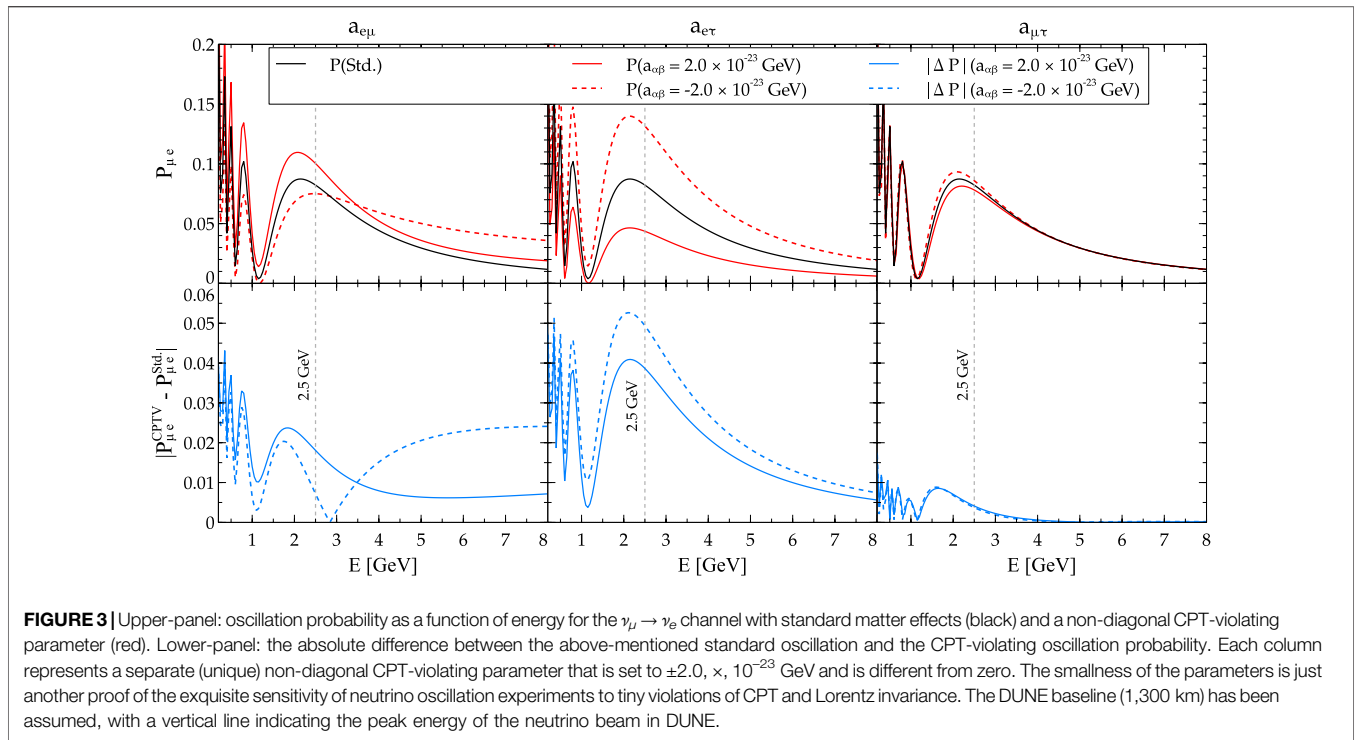 a_eμ a_eτ a_μτ
P(Std.) P(a_αβ = 2.0 × 10^-23 GeV) |Δ P| (a_αβ = 2.0 × 10^-23 GeV)
P(a_αβ = -2.0 × 10^-23 GeV) |Δ P| (a_αβ = -2.0 × 10^-23 GeV)
P_μ e
0.2
0.15
0.1
0.05
0
|P_μ e^CPTV - P_μ e^Std.|
0.06
0.05
0.04
0.03
0.02
0.01
0
2.5 GeV 2.5 GeV 2.5 GeV
1 2 3 4 5 6 7 8 1 2 3 4 5 6 7 8 1 2 3 4 5 6 7 8
E [GeV] E [GeV] E [GeV]
FIGURE 3 | Upper-panel: oscillation probability as a function of energy for the ν_μ → ν_e channel with standard matter effects (black) and a non-diagonal CPT-violating
parameter (red). Lower-panel: the absolute difference between the above-mentioned standard oscillation and the CPT-violating oscillation probability. Each column
represents a separate (unique) non-diagonal CPT-violating parameter that is set to ±2.0, ×, 10^−23 GeV and is different from zero. The smallness of the parameters is just
another proof of the exquisite sensitivity of neutrino oscillation experiments to tiny violations of CPT and Lorentz invariance. The DUNE baseline (1,300 km) has been
assumed, with a vertical line indicating the peak energy of the neutrino beam in DUNE.